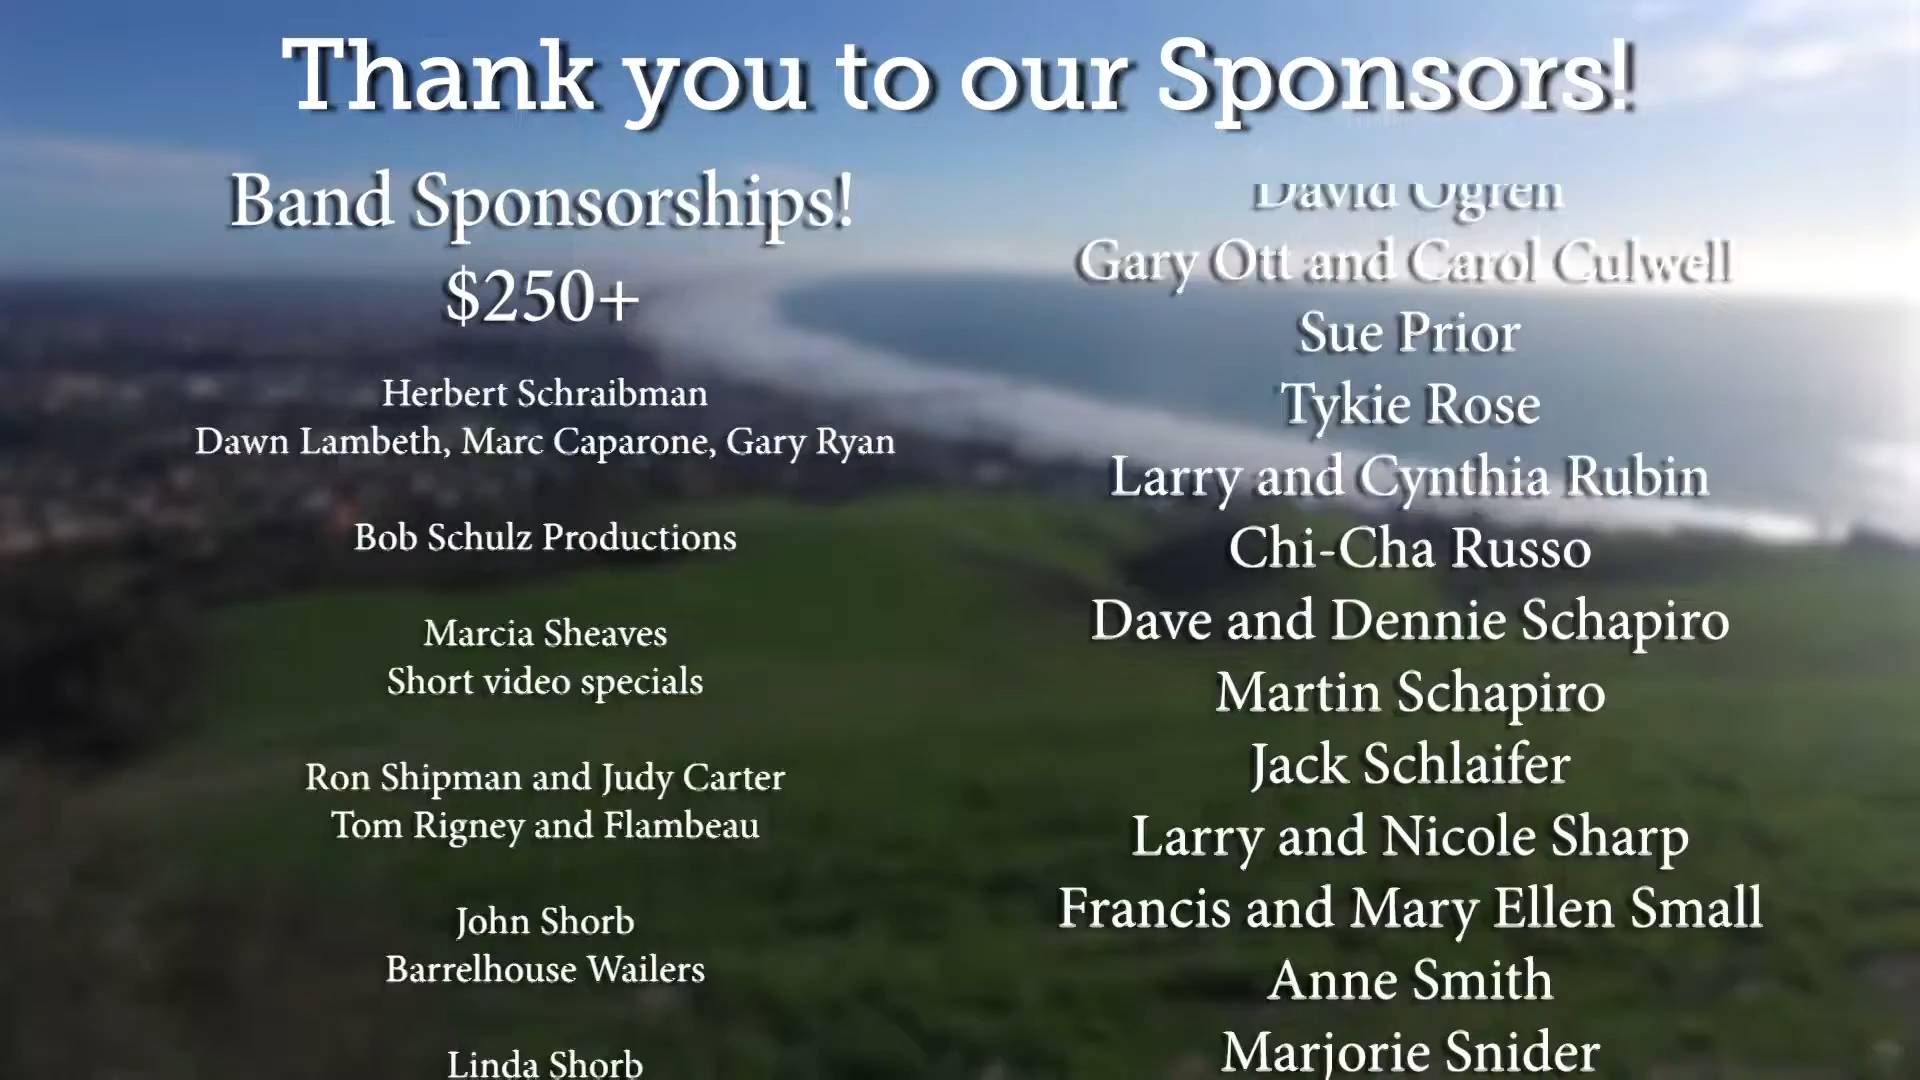 Thank you to our Sponsors!
Band Sponsorships!
$250+
Herbert Schraibman
Dawn Lambeth, Marc Caparone, Gary Ryan
Bob Schulz Productions
Marcia Sheaves
Short video specials
Ron Shipman and Judy Carter
Tom Rigney and Flambeau
John Shorb
Barrelhouse Wailers
Linda Shorb
David Ogren
Gary Ott and Carol Culwell
Sue Prior
Tykie Rose
Larry and Cynthia Rubin
Chi-Cha Russo
Dave and Dennie Schapiro
Martin Schapiro
Jack Schlaifer
Larry and Nicole Sharp
Francis and Mary Ellen Small
Anne Smith
Marjorie Snider